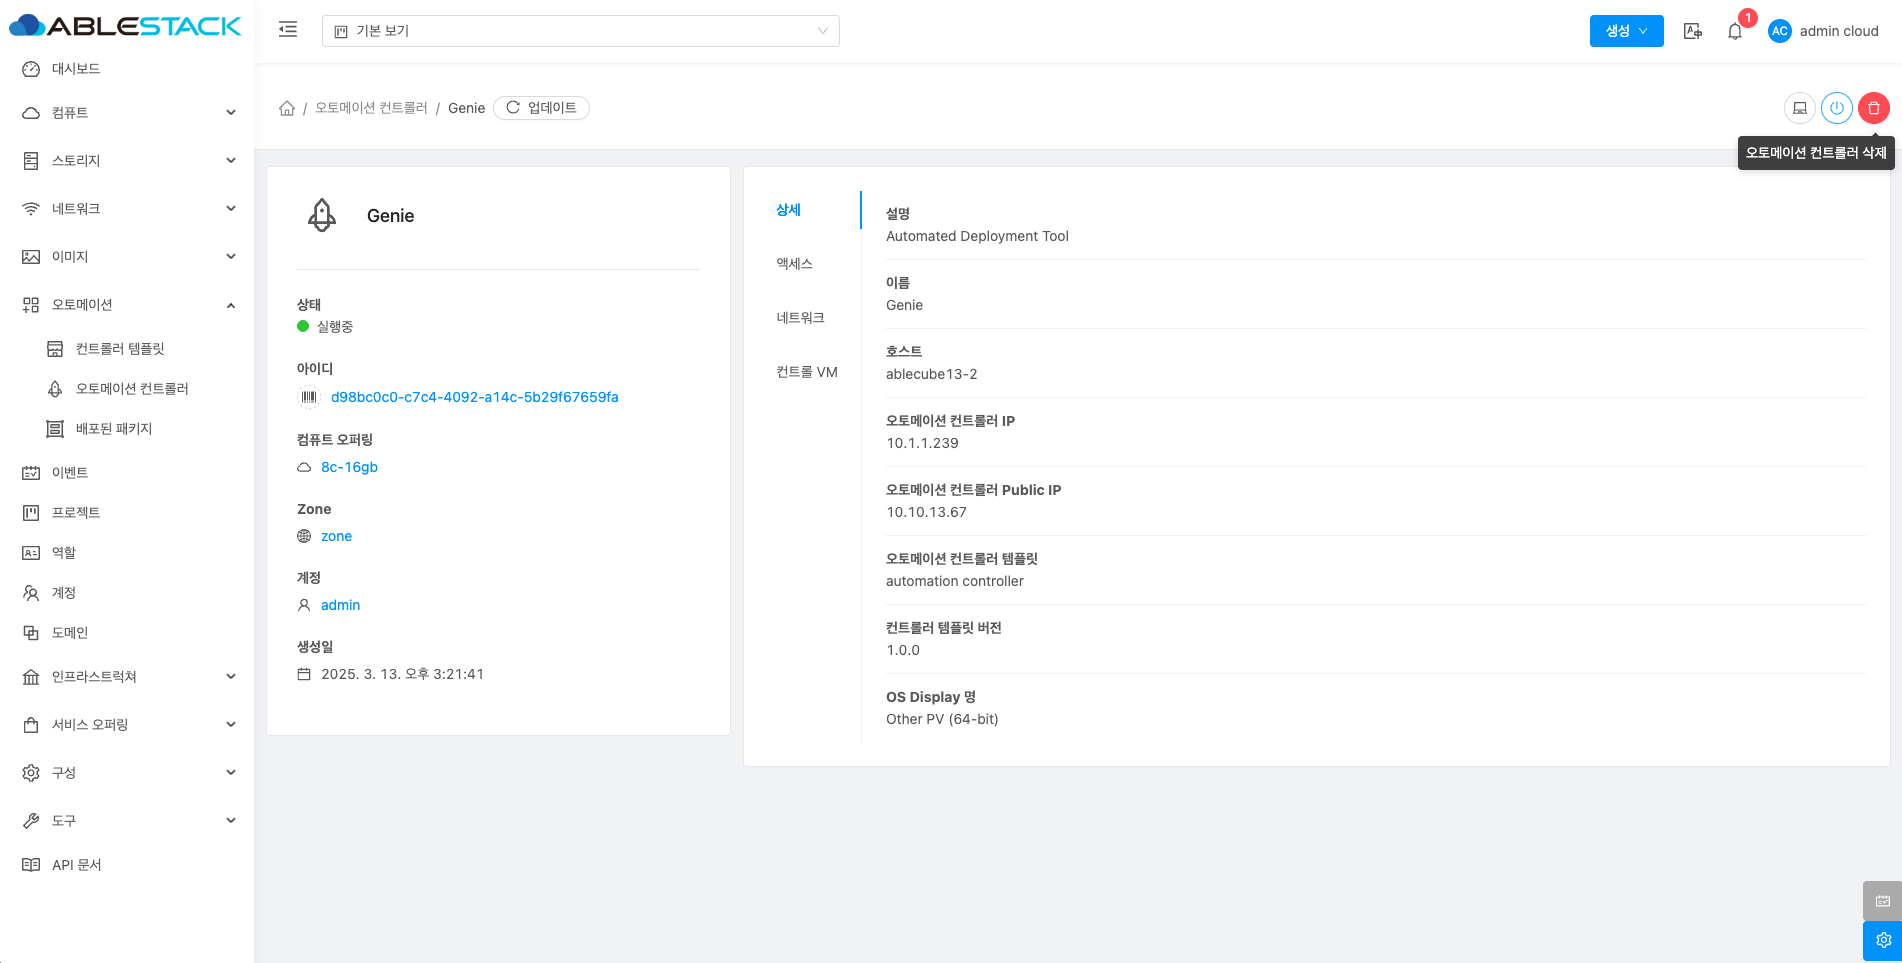 ABLESTACK
기본 보기
생성
1
AC
admin cloud
대시보드
컴퓨트
스토리지
네트워크
이미지
오토메이션
컨트롤러 템플릿
오토메이션 컨트롤러
배포된 패키지
이벤트
프로젝트
역할
계정
도메인
인프라스트럭쳐
서비스 오퍼링
구성
도구
API 문서
/ 오토메이션 컨트롤러 / Genie 업데이트
오토메이션 컨트롤러 삭제
Genie
상태
실행중
아이디
d98bc0c0-c7c4-4092-a14c-5b29f67659fa
컴퓨트 오퍼링
8c-16gb
Zone
zone
계정
admin
생성일
2025. 3. 13. 오후 3:21:41
상세
액세스
네트워크
컨트롤 VM
설명
Automated Deployment Tool
이름
Genie
호스트
ablecube13-2
오토메이션 컨트롤러 IP
10.1.1.239
오토메이션 컨트롤러 Public IP
10.10.13.67
오토메이션 컨트롤러 템플릿
automation controller
컨트롤러 템플릿 버전
1.0.0
OS Display 명
Other PV (64-bit)